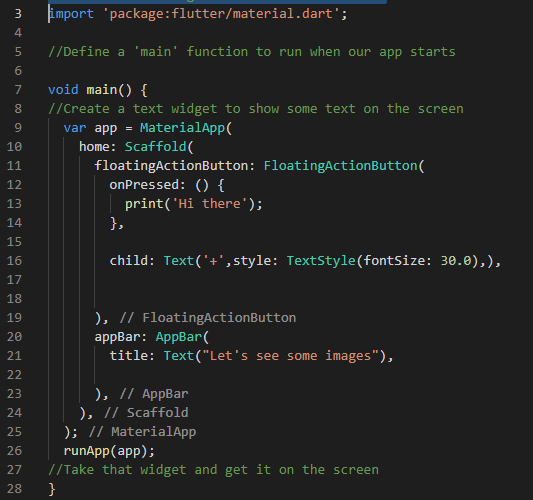 3 import 'package:flutter/material.dart';
4
5 //Define a 'main' function to run when our app starts
6
7 void main() {
8 //Create a text widget to show some text on the screen
9   var app = MaterialApp(
10     home: Scaffold(
11       floatingActionButton: FloatingActionButton(
12         onPressed: () {
13           print('Hi there');
14         },
15
16         child: Text('+',style: TextStyle(fontSize: 30.0),),
17
18
19       ), // FloatingActionButton
20       appBar: AppBar(
21         title: Text("Let's see some images"),
22
23       ), // AppBar
24     ), // Scaffold
25   ); // MaterialApp
26   runApp(app);
27 //Take that widget and get it on the screen
28 }